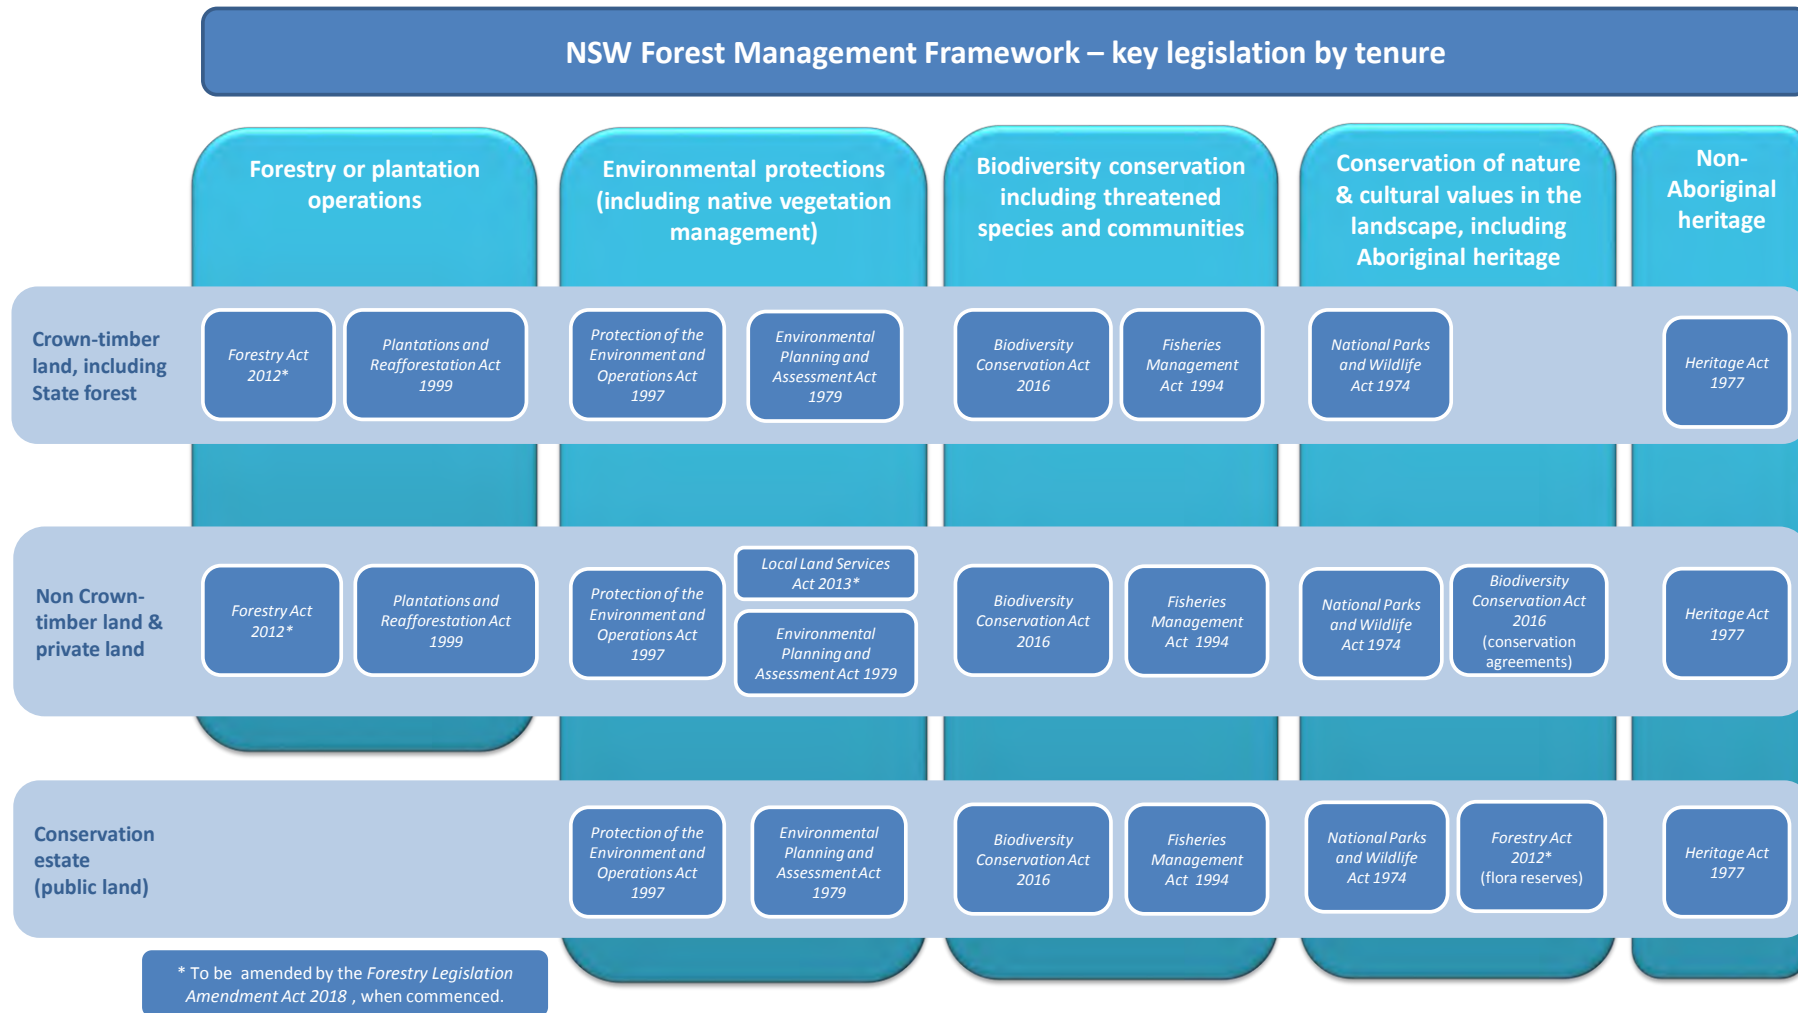 NSW Forest Management Framework – key legislation by tenure
Forestry or plantation
operations
Environmental protections
(including native vegetation
management)
Biodiversity conservation
including threatened
species and communities
Conservation of nature
& cultural values in the
landscape, including
Aboriginal heritage
Non-
Aboriginal
heritage
Crown-timber
land, including
State forest
Forestry Act
2012*
Plantations and
Reafforestation Act
1999
Protection of the
Environment and
Operations Act
1997
Environmental
Planning and
Assessment Act
1979
Biodiversity
Conservation Act
2016
Fisheries
Management
Act 1994
National Parks
and Wildlife
Act 1974
Heritage Act
1977
Non Crown-
timber land &
private land
Forestry Act
2012*
Plantations and
Reafforestation Act
1999
Protection of the
Environment and
Operations Act
1997
Local Land Services
Act 2013*
Environmental
Planning and
Assessment Act 1979
Biodiversity
Conservation Act
2016
Fisheries
Management
Act 1994
National Parks
and Wildlife
Act 1974
Biodiversity
Conservation Act
2016
(conservation
agreements)
Heritage Act
1977
Conservation
estate
(public land)
Protection of the
Environment and
Operations Act
1997
Environmental
Planning and
Assessment Act
1979
Biodiversity
Conservation Act
2016
Fisheries
Management
Act 1994
National Parks
and Wildlife
Act 1974
Forestry Act
2012*
(flora reserves)
Heritage Act
1977
* To be amended by the Forestry Legislation
Amendment Act 2018 , when commenced.